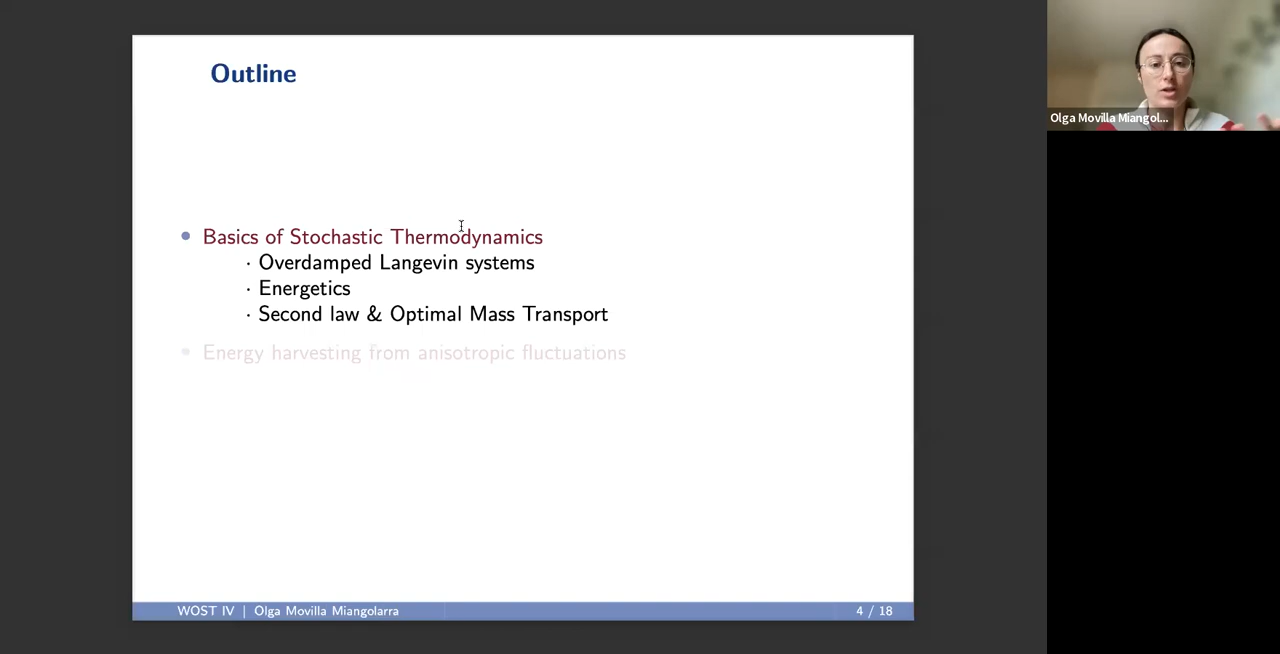 Outline
Olga Movilla Miangol...
• Basics of Stochastic Thermodynamics
· Overdamped Langevin systems
· Energetics
· Second law & Optimal Mass Transport
• Energy harvesting from anisotropic fluctuations
WOST IV | Olga Movilla Miangolarra
4 / 18